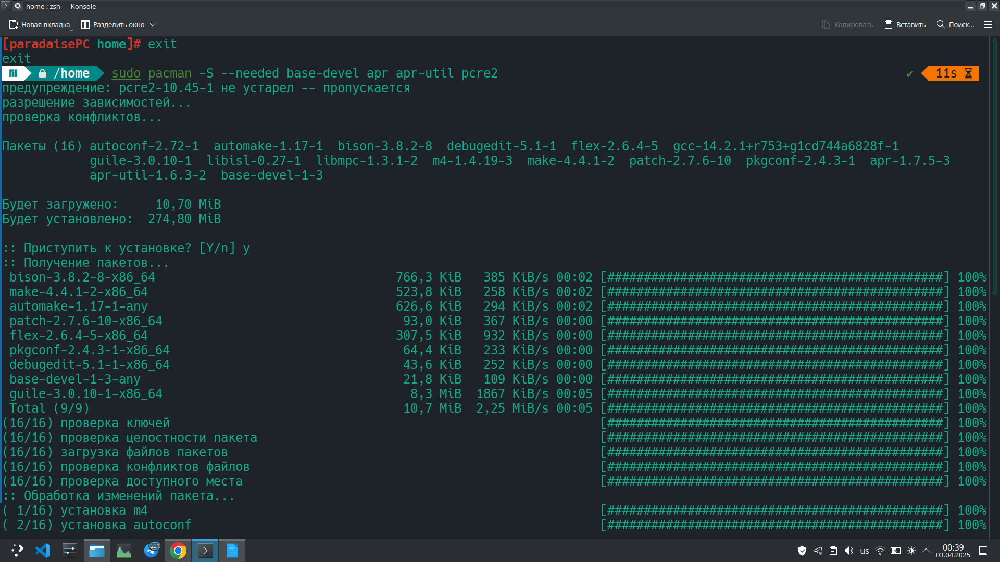 home : zsh — Konsole
Новая вкладка Разделить окно Копировать Вставить Поиск...
[paradaisePC home]# exit
exit
/home sudo pacman -S --needed base-devel apr apr-util pcre2 ✔ 11s
предупреждение: pcre2-10.45-1 не устарел -- пропускается
разрешение зависимостей...
проверка конфликтов...
Пакеты (16) autoconf-2.72-1 automake-1.17-1 bison-3.8.2-8 debugedit-5.1-1 flex-2.6.4-5 gcc-14.2.1+r753+g1cd744a6828f-1
guile-3.0.10-1 libisl-0.27-1 libmpc-1.3.1-2 m4-1.4.19-3 make-4.4.1-2 patch-2.7.6-10 pkgconf-2.4.3-1 apr-1.7.5-3
apr-util-1.6.3-2 base-devel-1-3
Будет загружено: 10,70 MiB
Будет установлено: 274,80 MiB
:: Приступить к установке? [Y/n] y
:: Получение пакетов...
bison-3.8.2-8-x86_64 766,3 KiB 385 KiB/s 00:02 [##############################################] 100%
make-4.4.1-2-x86_64 523,8 KiB 258 KiB/s 00:02 [##############################################] 100%
automake-1.17-1-any 626,6 KiB 294 KiB/s 00:02 [##############################################] 100%
patch-2.7.6-10-x86_64 93,0 KiB 367 KiB/s 00:00 [##############################################] 100%
flex-2.6.4-5-x86_64 307,5 KiB 932 KiB/s 00:00 [##############################################] 100%
pkgconf-2.4.3-1-x86_64 64,4 KiB 233 KiB/s 00:00 [##############################################] 100%
debugedit-5.1-1-x86_64 43,6 KiB 252 KiB/s 00:00 [##############################################] 100%
base-devel-1-3-any 21,8 KiB 109 KiB/s 00:00 [##############################################] 100%
guile-3.0.10-1-x86_64 8,3 MiB 1867 KiB/s 00:05 [##############################################] 100%
Total (9/9) 10,7 MiB 2,25 MiB/s 00:05 [##############################################] 100%
(16/16) проверка ключей [##############################################] 100%
(16/16) проверка целостности пакета [##############################################] 100%
(16/16) загрузка файлов пакетов [##############################################] 100%
(16/16) проверка конфликтов файлов [##############################################] 100%
(16/16) проверка доступного места [##############################################] 100%
:: Обработка изменений пакета...
( 1/16) установка m4 [##############################################] 100%
( 2/16) установка autoconf [##############################################] 100%
221
us
00:39
03.04.2025